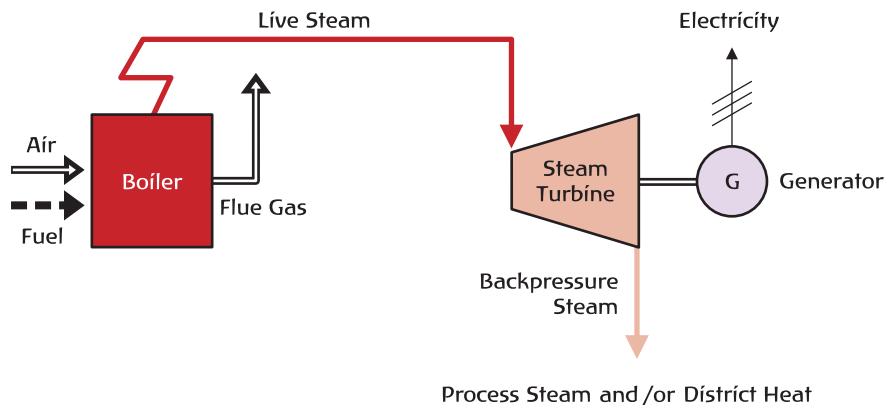 Live Steam
Electricity
Air
Boiler
Steam
Turbine
G
Generator
Flue Gas
Fuel
Backpressure
Steam
Process Steam and/or District Heat